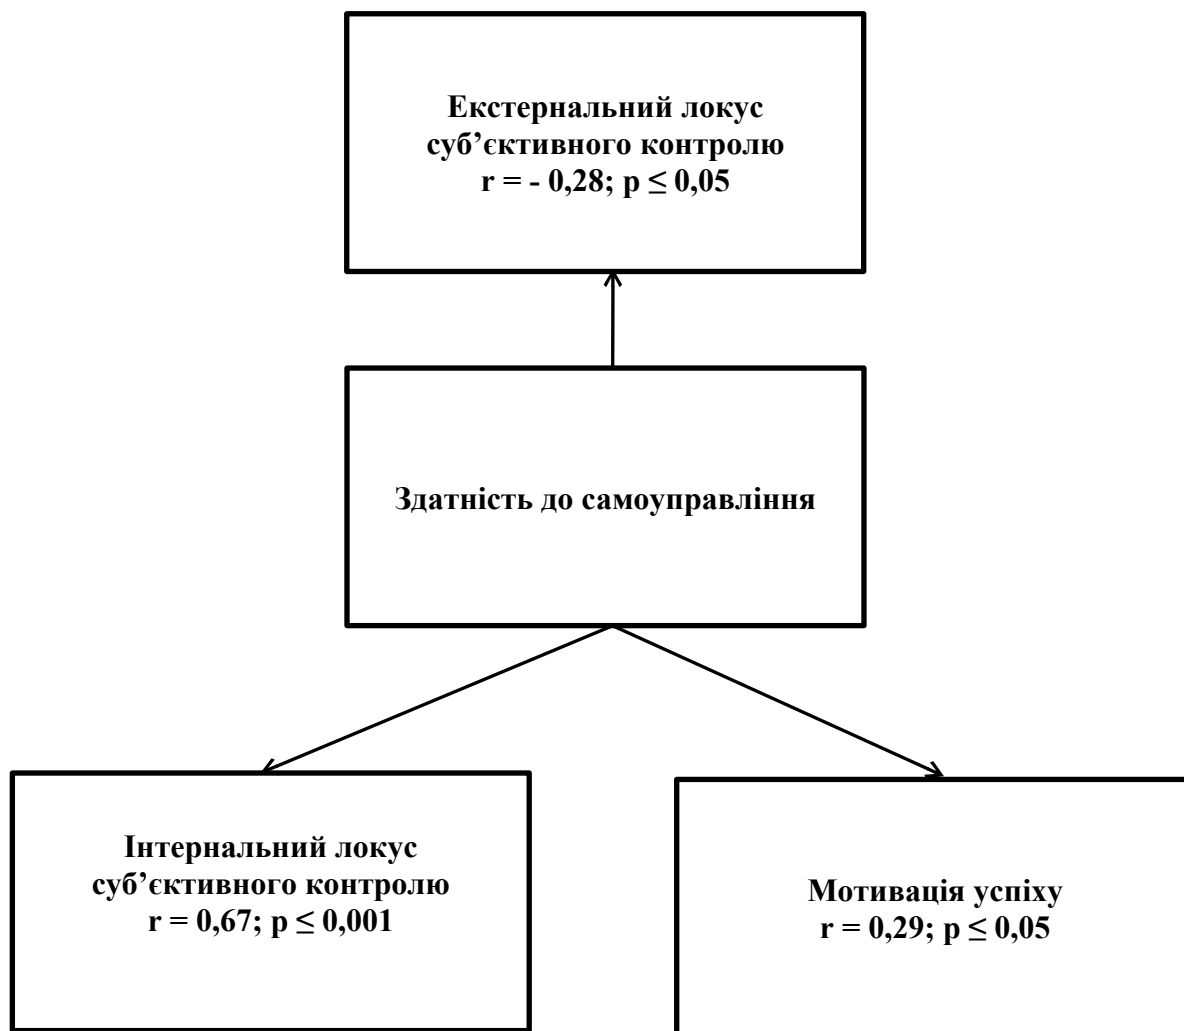 Екстернальний локус
суб’єктивного контролю
r = - 0,28; p ≤ 0,05
Здатність до самоуправління
Інтернальний локус
суб’єктивного контролю
r = 0,67; p ≤ 0,001
Мотивація успіху
r = 0,29; p ≤ 0,05